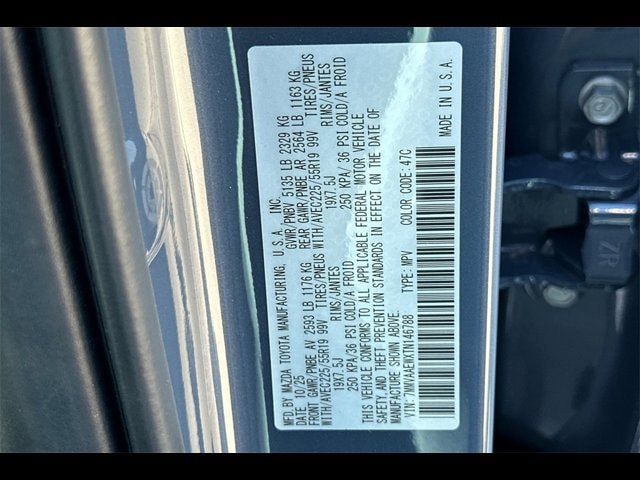 MFD.BY MAZDA TOYOTA MANUFACTURING, U.S.A. INC.
DATE: 10/25 GVWR/PNBV 5135 LB 2329 KG
FRONT GAWR/PNBE AV 2593 LB 1176 KG REAR GAWR/PNBE AR 2564 LB 1163 KG
WITH/AVEC225/55R19 99V TIRES/PNEUS WITH/AVEC225/55R19 99V TIRES/PNEUS
19X7.5J RIMS/JANTES 19X7.5J RIMS/JANTES
250 KPA/36 PSI COLD/A FROID 250 KPA/ 36 PSI COLD/A FROID
THIS VEHICLE CONFORMS TO ALL APPLICABLE FEDERAL MOTOR VEHICLE
SAFETY AND THEFT PREVENTION STANDARDS IN EFFECT ON THE DATE OF
MANUFACTURE SHOWN ABOVE.
VIN: 7MMVAAEWXTN146788 TYPE: MPV COLOR CODE: 47C
MADE IN U.S.A.